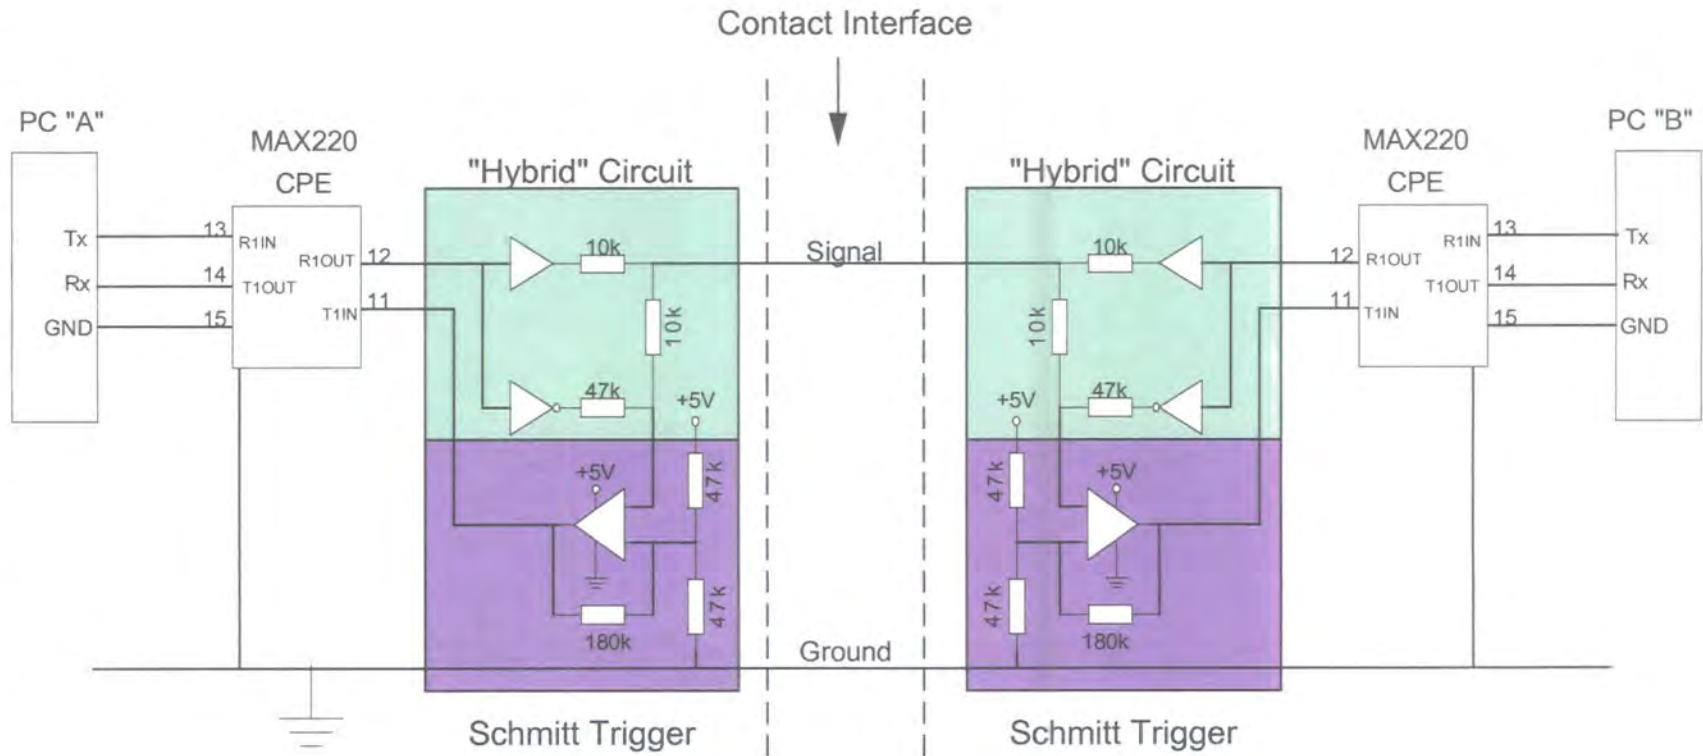 Contact Interface
PC "A"
MAX220
CPE
"Hybrid" Circuit
"Hybrid" Circuit
MAX220
CPE
PC "B"
Tx
13
R1IN
R1OUT
12
10k
Signal
10k
12
R1OUT
R1IN
13
Tx
Rx
14
T1OUT
T1IN
11
10k
10k
11
T1IN
T1OUT
14
Rx
GND
15
15
GND
47k
+5V
+5V
47k
+5V
47k
47k
+5V
47k
47k
180k
180k
Ground
Schmitt Trigger
Schmitt Trigger